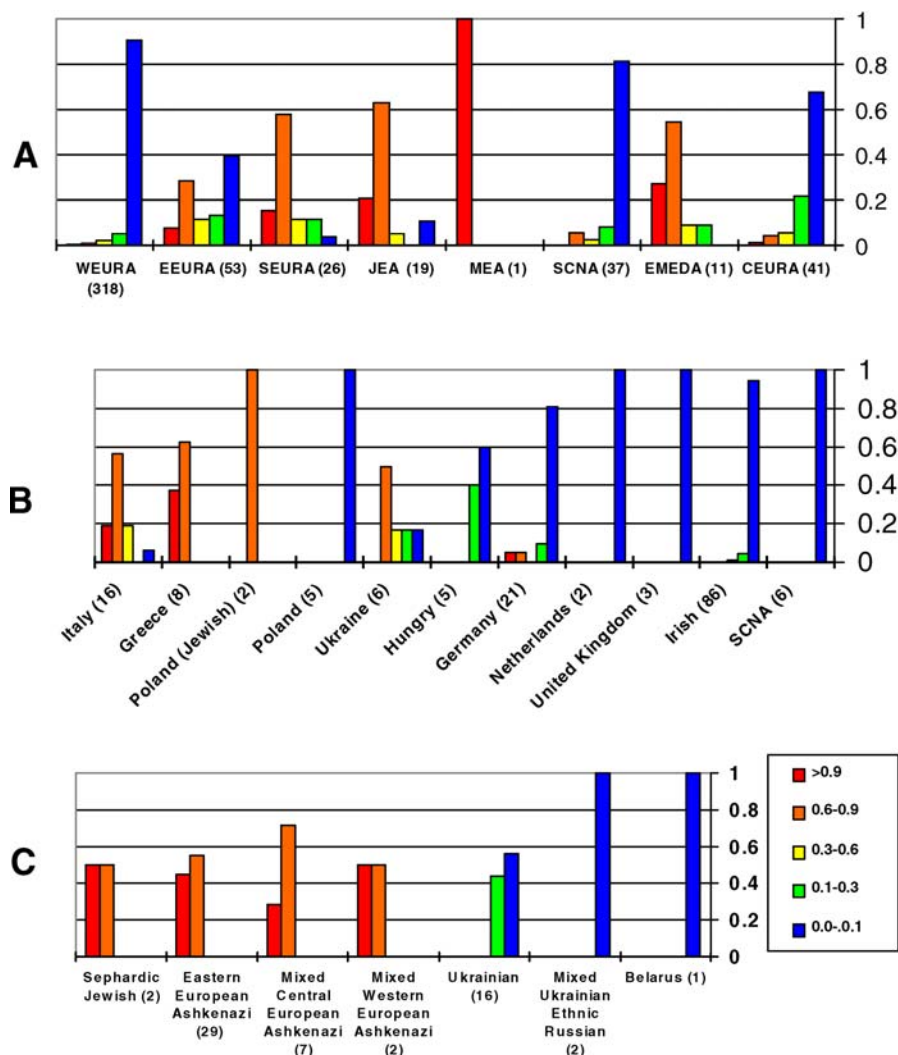 A
1
0.8
0.6
0.4
0.2
0
WEURA (318)
EEURA (53)
SEURA (26)
JEA (19)
MEA (1)
SCNA (37)
EMEDA (11)
CEURA (41)
B
1
0.8
0.6
0.4
0.2
0
Italy (16)
Greece (8)
Poland (Jewish) (2)
Poland (5)
Ukraine (6)
Hungry (5)
Germany (21)
Netherlands (2)
United Kingdom (3)
Irish (86)
SCNA (6)
C
1
0.8
0.6
0.4
0.2
0
Sephardic
Jewish (2)
Eastern
European
Ashkenazi
(29)
Mixed
Central
European
Ashkenazi
(7)
Mixed
Western
European
Ashkenazi
(2)
Ukrainian
(16)
Mixed
Ukrainian
Ethnic
Russian
(2)
Belarus (1)
>0.9
0.6-0.9
0.3-0.6
0.1-0.3
0.0-.0.1